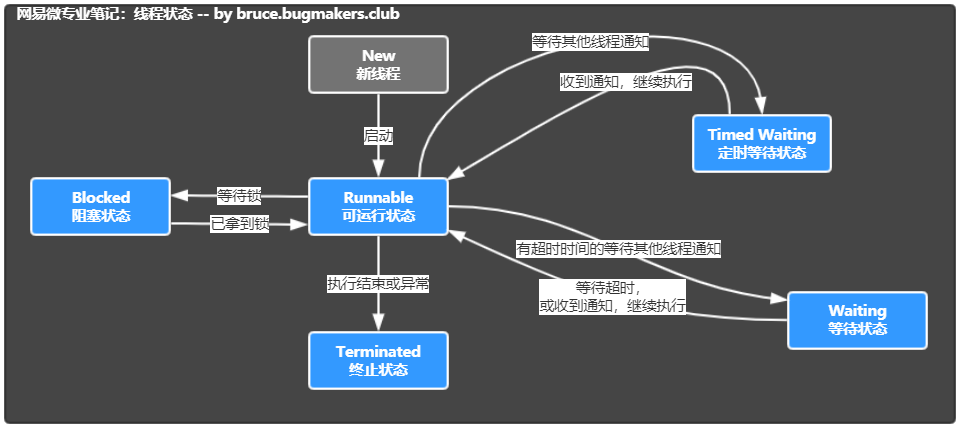 网易微专业笔记：线程状态 -- by bruce.bugmakers.club
New
新线程
等待其他线程通知
收到通知，继续执行
启动
Timed Waiting
定时等待状态
Blocked
阻塞状态
等待锁
已拿到锁
Runnable
可运行状态
有超时时间的等待其他线程通知
执行结束或异常
等待超时，
或收到通知，继续执行
Waiting
等待状态
Terminated
终止状态